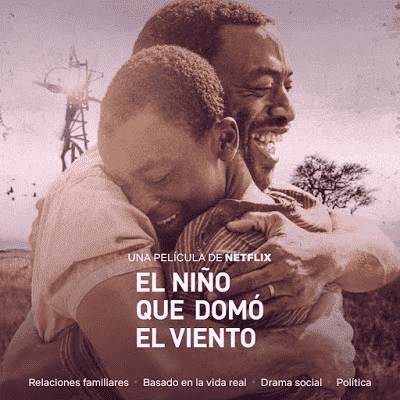 UNA PELÍCULA DE NETFLIX
EL NIÑO
QUE DOMÓ
EL VIENTO
Relaciones familiares • Basado en la vida real • Drama social • Política